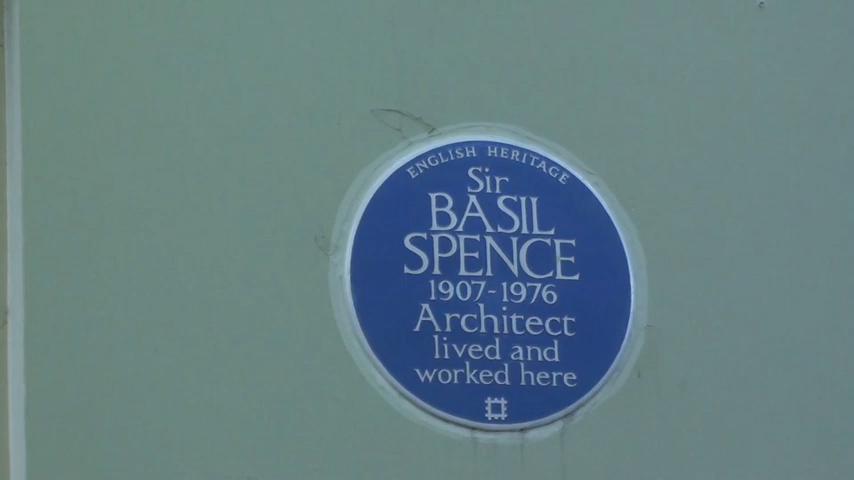 ENGLISH HERITAGE
Sir
BASIL
SPENCE
1907-1976
Architect
lived and
worked here